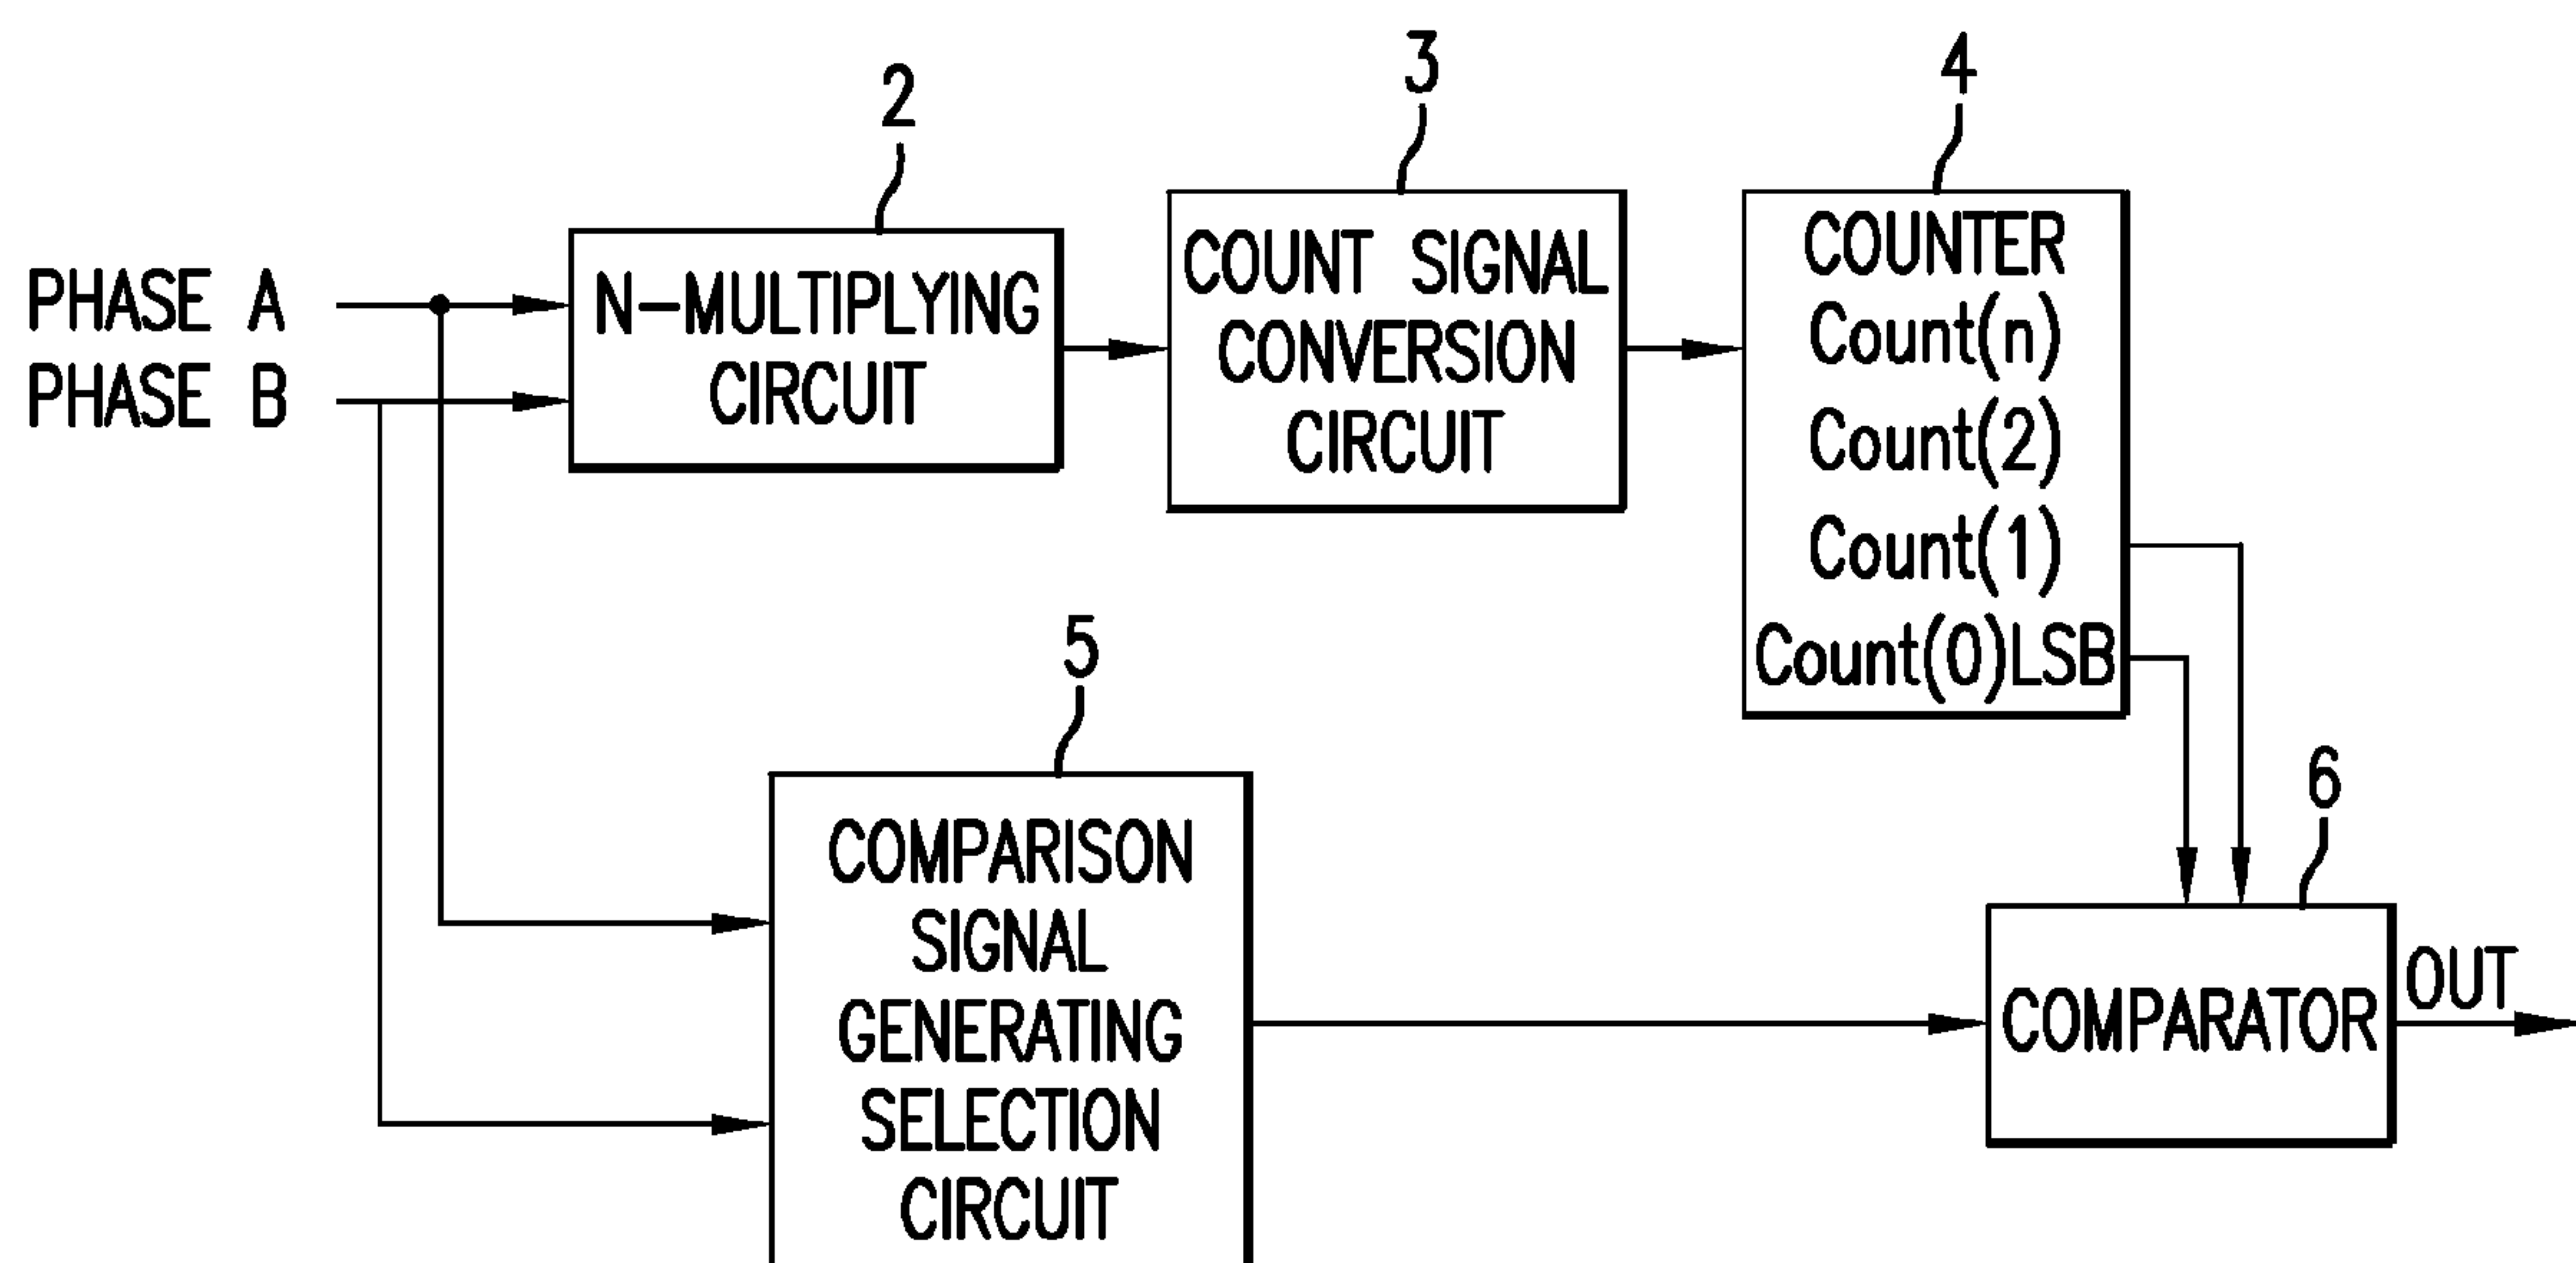 2
3
4
PHASE A
PHASE B
N-MULTIPLYING
CIRCUIT
COUNT SIGNAL
CONVERSION
CIRCUIT
COUNTER
Count(n)
Count(2)
Count(1)
Count(0)LSB
5
COMPARISON
SIGNAL
GENERATING
SELECTION
CIRCUIT
6
COMPARATOR
OUT